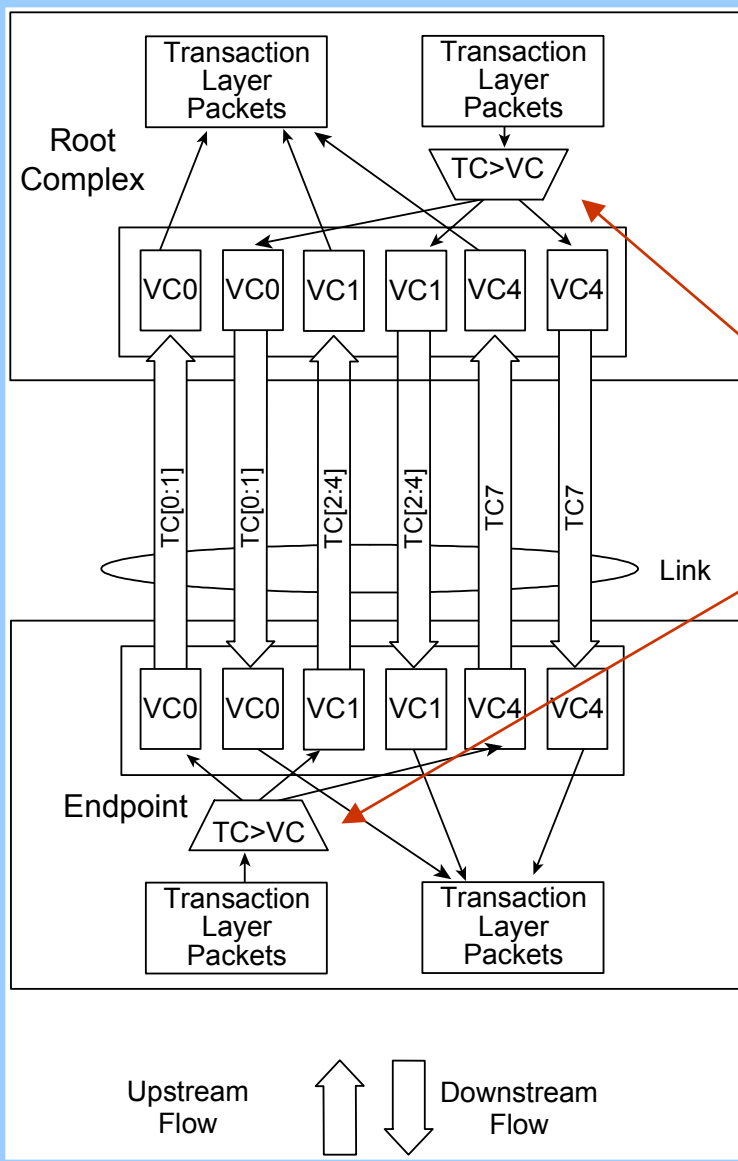 Transaction
Layer
Packets
Transaction
Layer
Packets
Root
Complex
TC>VC
VC0
VC0
VC1
VC1
VC4
VC4
TC[0:1]
TC[0:1]
TC[2:4]
TC[2:4]
TC7
TC7
Link
VC0
VC0
VC1
VC1
VC4
VC4
Endpoint
TC>VC
Transaction
Layer
Packets
Transaction
Layer
Packets
Upstream
Flow
Downstream
Flow